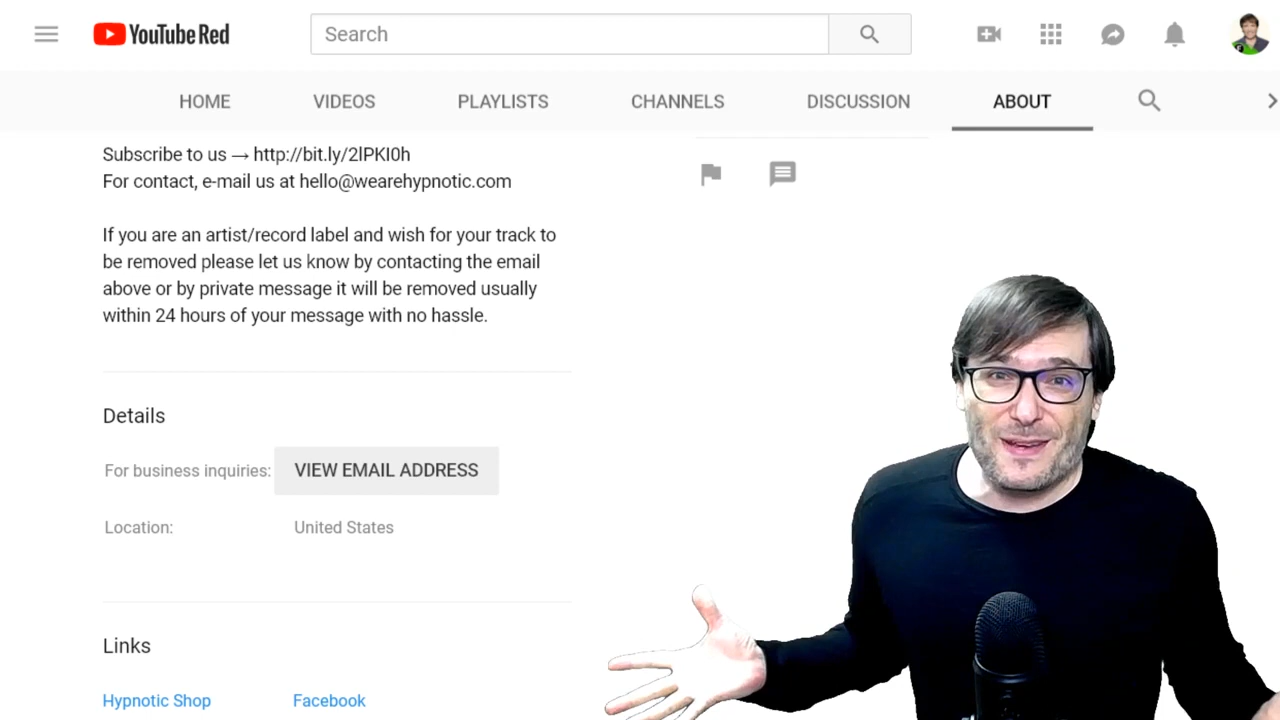 YouTube Red
Search
HOME VIDEOS PLAYLISTS CHANNELS DISCUSSION ABOUT
Subscribe to us → http://bit.ly/2lPKI0h
For contact, e-mail us at hello@wearehypnotic.com
If you are an artist/record label and wish for your track to
be removed please let us know by contacting the email
above or by private message it will be removed usually
within 24 hours of your message with no hassle.
Details
For business inquiries: VIEW EMAIL ADDRESS
Location: United States
Links
Hypnotic Shop Facebook